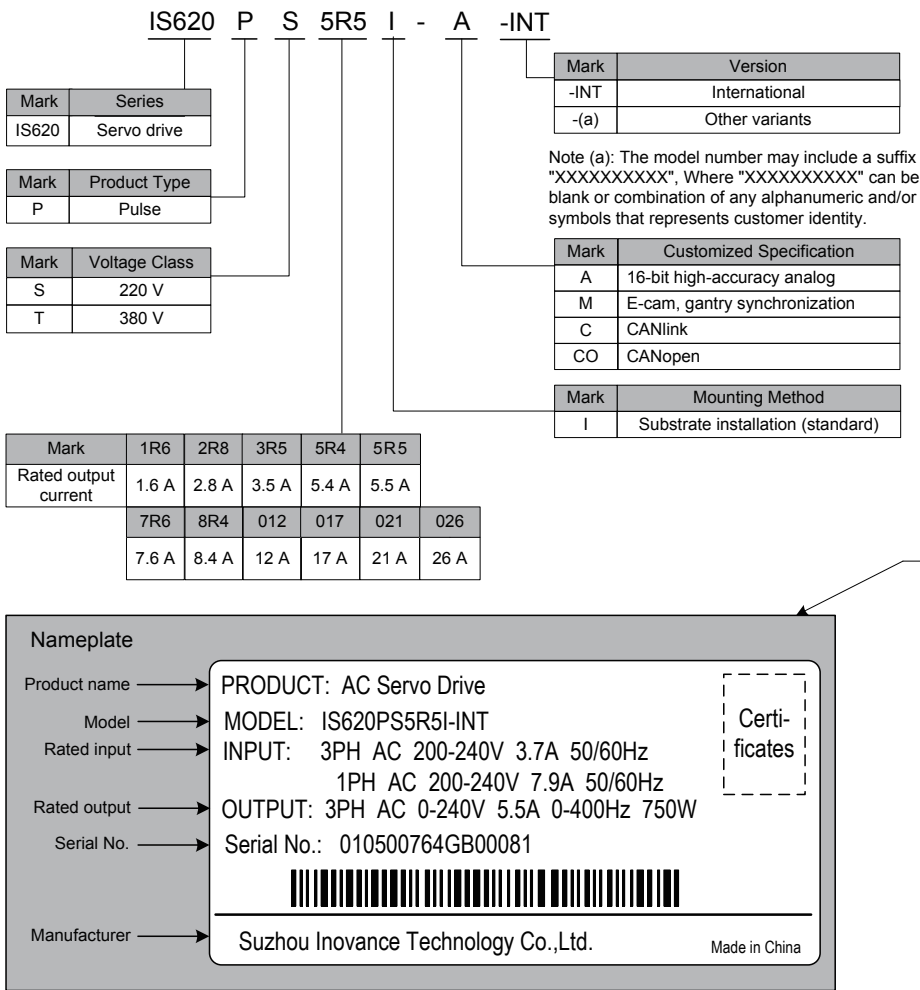 IS620 P S 5R5 I - A -INT
Mark Series
IS620 Servo drive
Mark Product Type
P Pulse
Mark Voltage Class
S 220 V
T 380 V
Mark Version
-INT International
-(a) Other variants
Note (a): The model number may include a suffix
"XXXXXXXXXX", Where "XXXXXXXXXX" can be
blank or combination of any alphanumeric and/or
symbols that represents customer identity.
Mark Customized Specification
A 16-bit high-accuracy analog
M E-cam, gantry synchronization
C CANlink
CO CANopen
Mark Mounting Method
I Substrate installation (standard)
Mark 1R6 2R8 3R5 5R4 5R5
Rated output
current 1.6 A 2.8 A 3.5 A 5.4 A 5.5 A
7R6 8R4 012 017 021 026
7.6 A 8.4 A 12 A 17 A 21 A 26 A
Nameplate
Product name PRODUCT: AC Servo Drive
Model MODEL: IS620PS5R5I-INT
Rated input INPUT: 3PH AC 200-240V 3.7A 50/60Hz
1PH AC 200-240V 7.9A 50/60Hz
Rated output OUTPUT: 3PH AC 0-240V 5.5A 0-400Hz 750W
Serial No. Serial No.: 010500764GB00081
Certi-
ficates
Manufacturer Suzhou Inovance Technology Co.,Ltd. Made in China